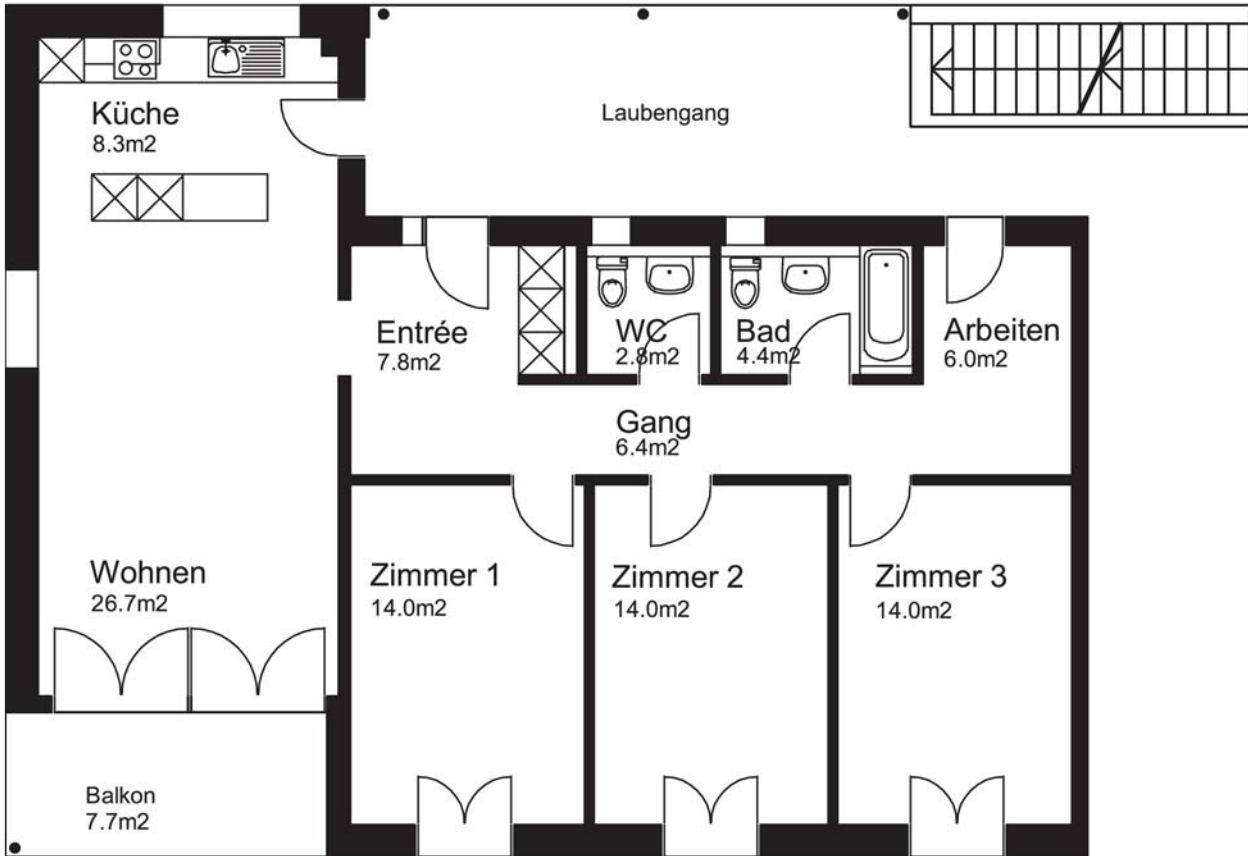 Küche
8.3m2
Laubengang
Entrée
7.8m2
WC
2.8m2
Bad
4.4m2
Arbeiten
6.0m2
Gang
6.4m2
Wohnen
26.7m2
Zimmer 1
14.0m2
Zimmer 2
14.0m2
Zimmer 3
14.0m2
Balkon
7.7m2